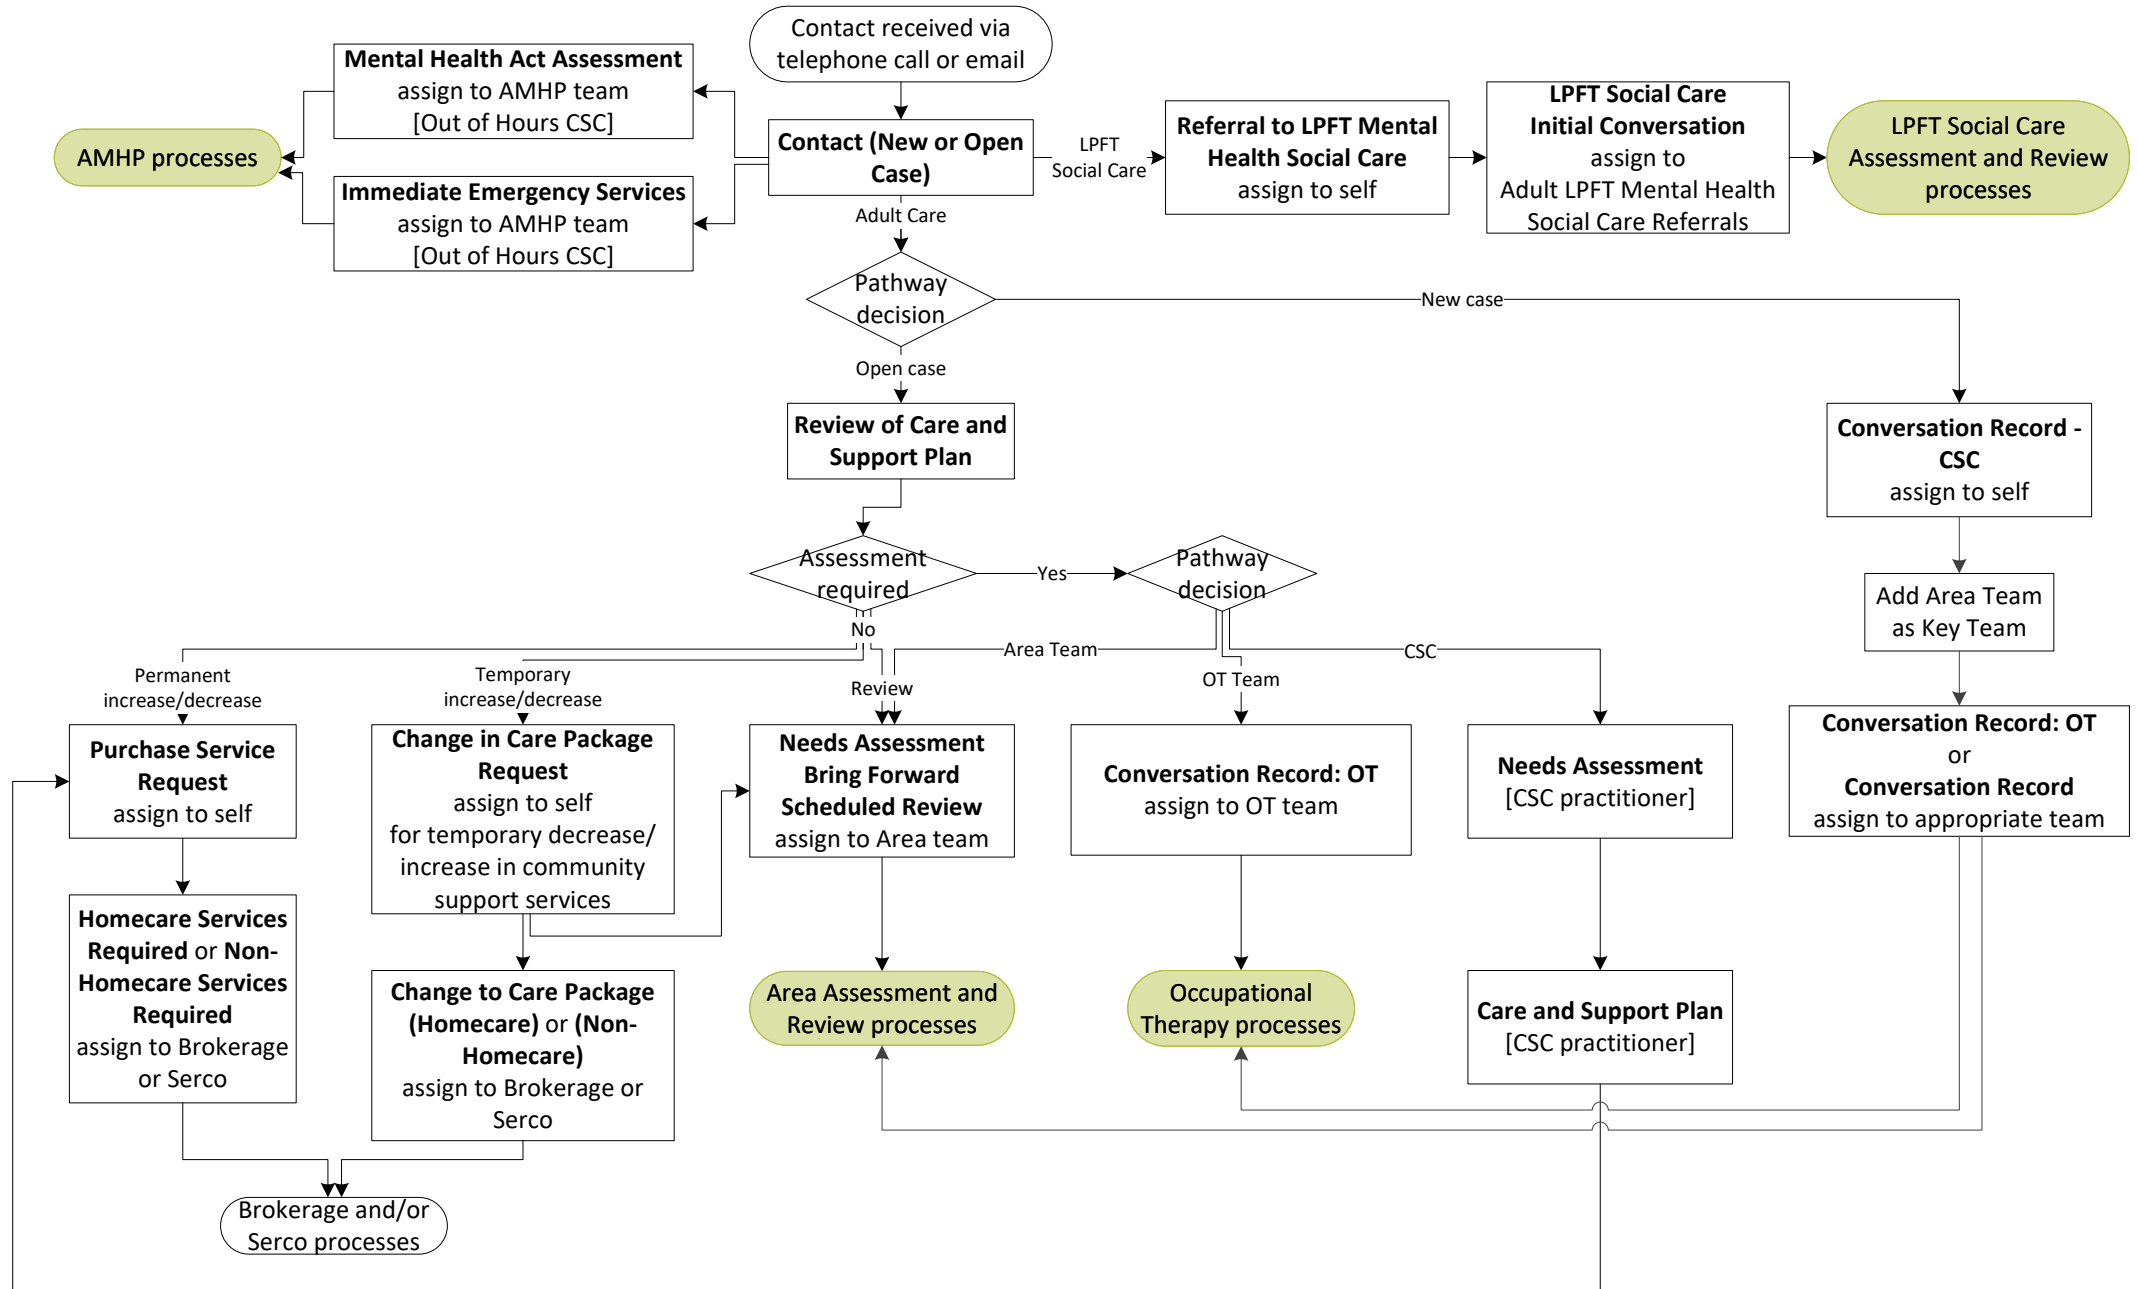 Contact received via
telephone call or email
Mental Health Act Assessment
assign to AMHP team
[Out of Hours CSC]
AMHP processes
Immediate Emergency Services
assign to AMHP team
[Out of Hours CSC]
Contact (New or Open
Case)
LPFT
Social Care
Referral to LPFT Mental
Health Social Care
assign to self
LPFT Social Care
Initial Conversation
assign to
Adult LPFT Mental Health
Social Care Referrals
LPFT Social Care
Assessment and Review
processes
Adult Care
Pathway
decision
New case
Open case
Review of Care and
Support Plan
Conversation Record -
CSC
assign to self
Assessment
required
Yes
Pathway
decision
Add Area Team
as Key Team
No
Area Team
CSC
Permanent
increase/decrease
Temporary
increase/decrease
Review
OT Team
Purchase Service
Request
assign to self
Change in Care Package
Request
assign to self
for temporary decrease/
increase in community
support services
Needs Assessment
Bring Forward
Scheduled Review
assign to Area team
Conversation Record: OT
assign to OT team
Needs Assessment
[CSC practitioner]
Conversation Record: OT
or
Conversation Record
assign to appropriate team
Homecare Services
Required or Non-
Homecare Services
Required
assign to Brokerage
or Serco
Change to Care Package
(Homecare) or (Non-
Homecare)
assign to Brokerage or
Serco
Area Assessment and
Review processes
Occupational
Therapy processes
Care and Support Plan
[CSC practitioner]
Brokerage and/or
Serco processes